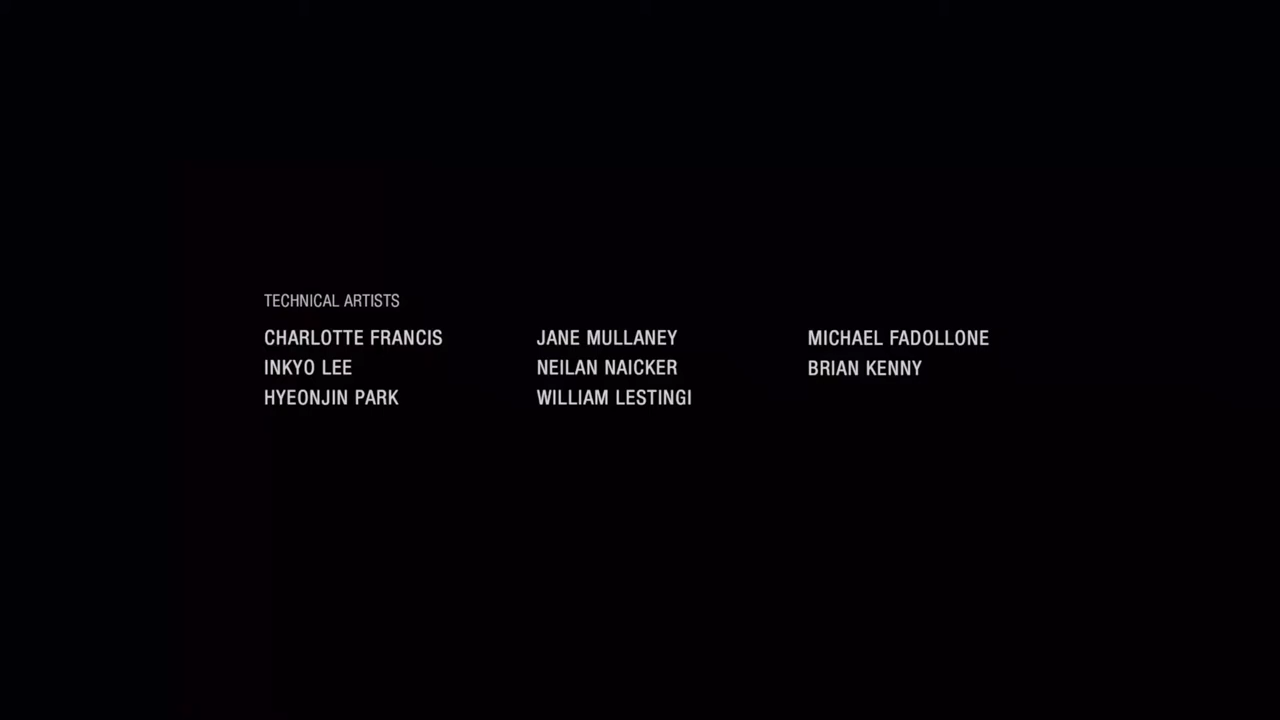 TECHNICAL ARTISTS
CHARLOTTE FRANCIS
INKYO LEE
HYEONJIN PARK
JANE MULLANEY
NEILAN NAICKER
WILLIAM LESTINGI
MICHAEL FADOLLONE
BRIAN KENNY